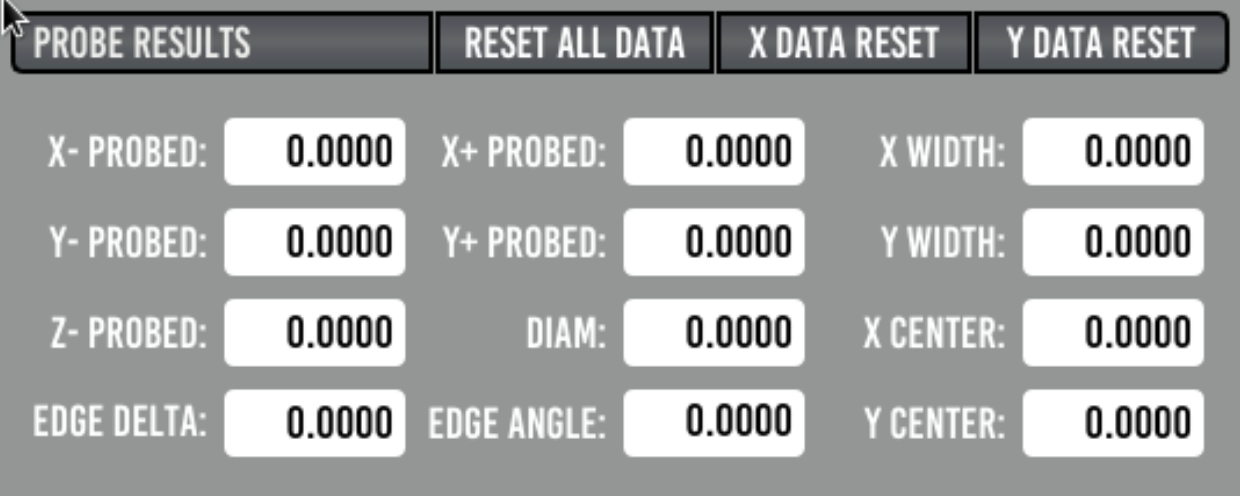 PROBE RESULTS RESET ALL DATA X DATA RESET Y DATA RESET
X- PROBED: 0.0000 X+ PROBED: 0.0000 X WIDTH: 0.0000
Y- PROBED: 0.0000 Y+ PROBED: 0.0000 Y WIDTH: 0.0000
Z- PROBED: 0.0000 DIAM: 0.0000 X CENTER: 0.0000
EDGE DELTA: 0.0000 EDGE ANGLE: 0.0000 Y CENTER: 0.0000